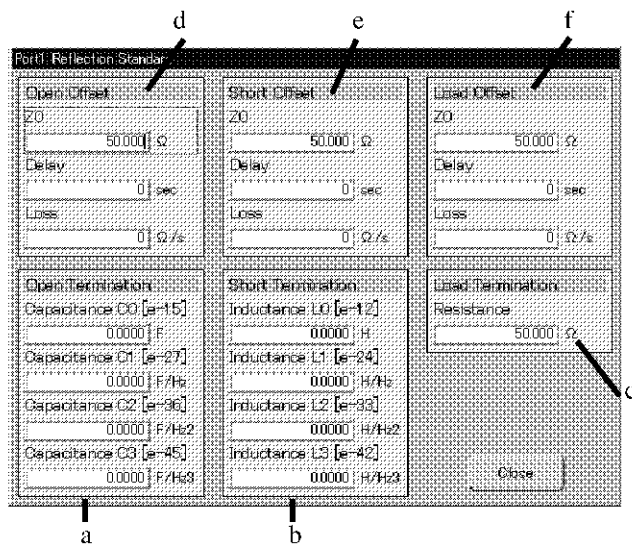 d e f
Port1: Reflection Standard
Open Offset
Z0
50.000 Ω
Delay
0 sec
Loss
0 Ω/s
Short Offset
Z0
50.000 Ω
Delay
0 sec
Loss
0 Ω/s
Load Offset
Z0
50.000 Ω
Delay
0 sec
Loss
0 Ω/s
Open Termination
Capacitance C0 [e-15]
0.0000 F
Capacitance C1 [e-27]
0.0000 F/Hz
Capacitance C2 [e-36]
0.0000 F/Hz2
Capacitance C3 [e-45]
0.0000 F/Hz3
Short Termination
Inductance L0 [e-12]
0.0000 H
Inductance L1 [e-24]
0.0000 H/Hz
Inductance L2 [e-33]
0.0000 H/Hz2
Inductance L3 [e-42]
0.0000 H/Hz3
Load Termination
Resistance
50.000 Ω
c
Close
a b